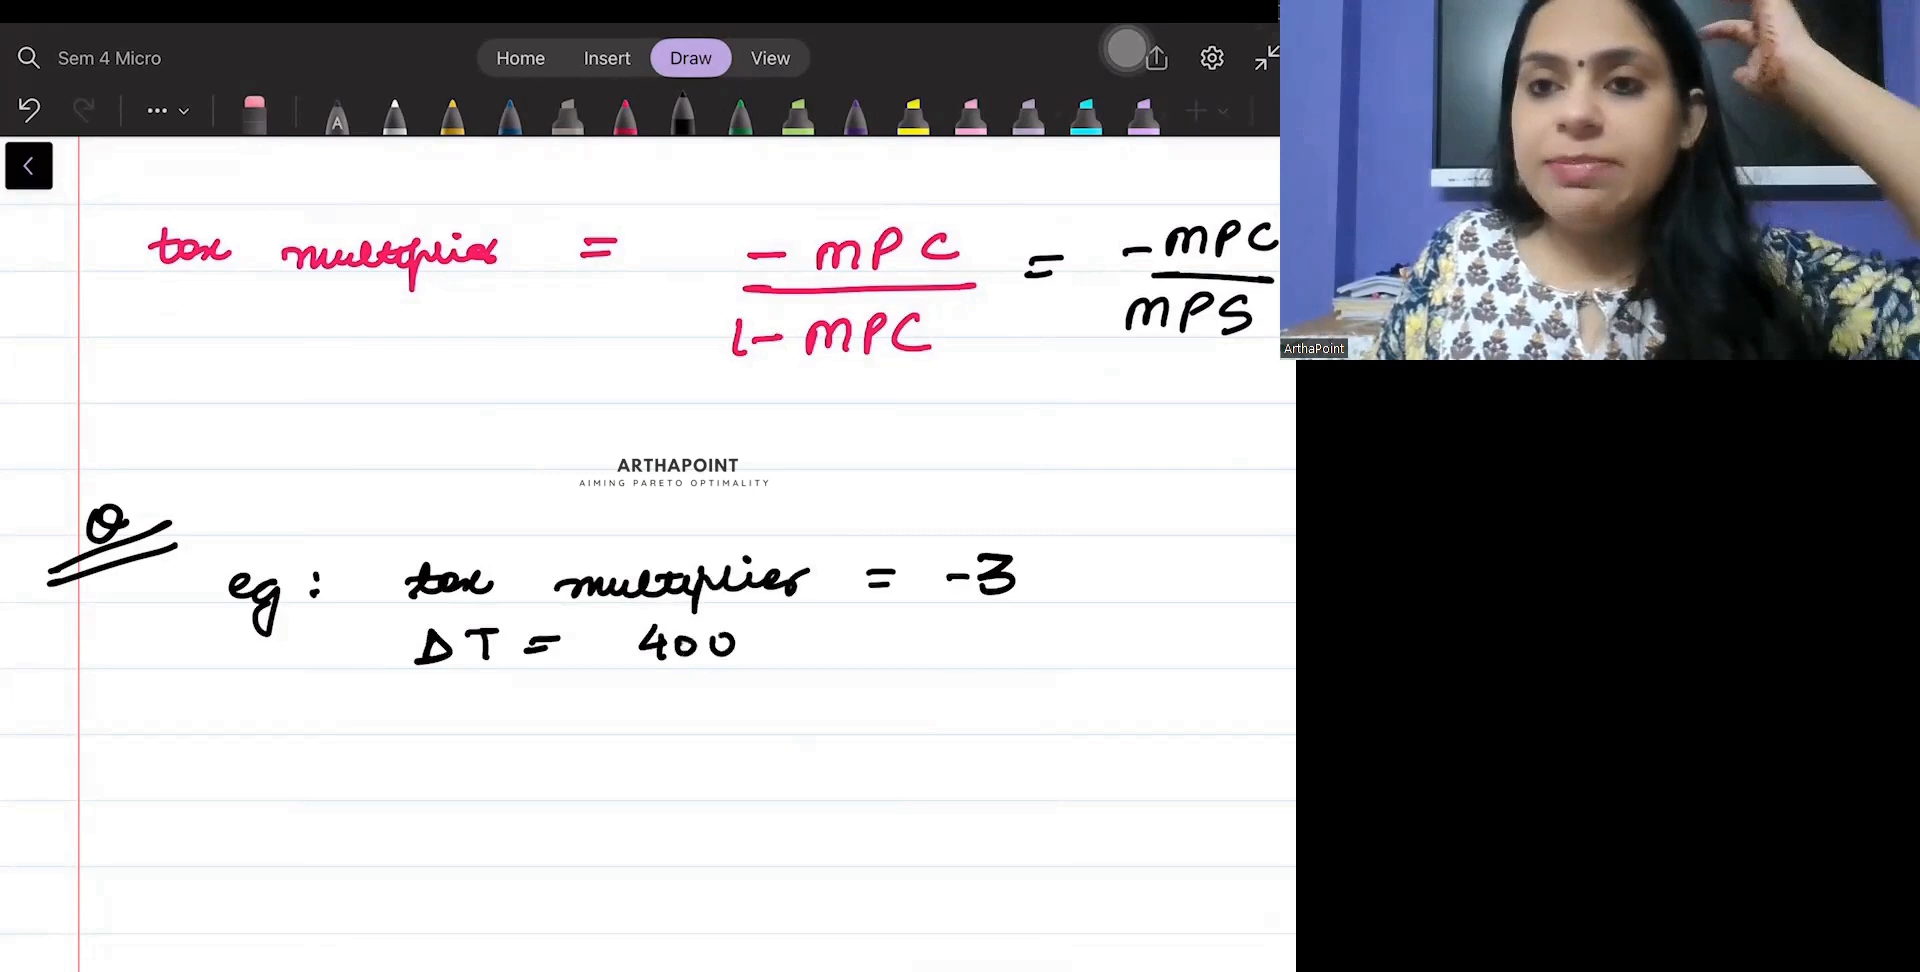 Sem 4 Micro
Home Insert Draw View
A
tax multiplier = - MPC / 1- MPC = -MPC / MPS
ArthaPoint
ARTHAPOINT
AIMING PARETO OPTIMALITY
Q
eg : tax multiplier = -3
ΔT = 400